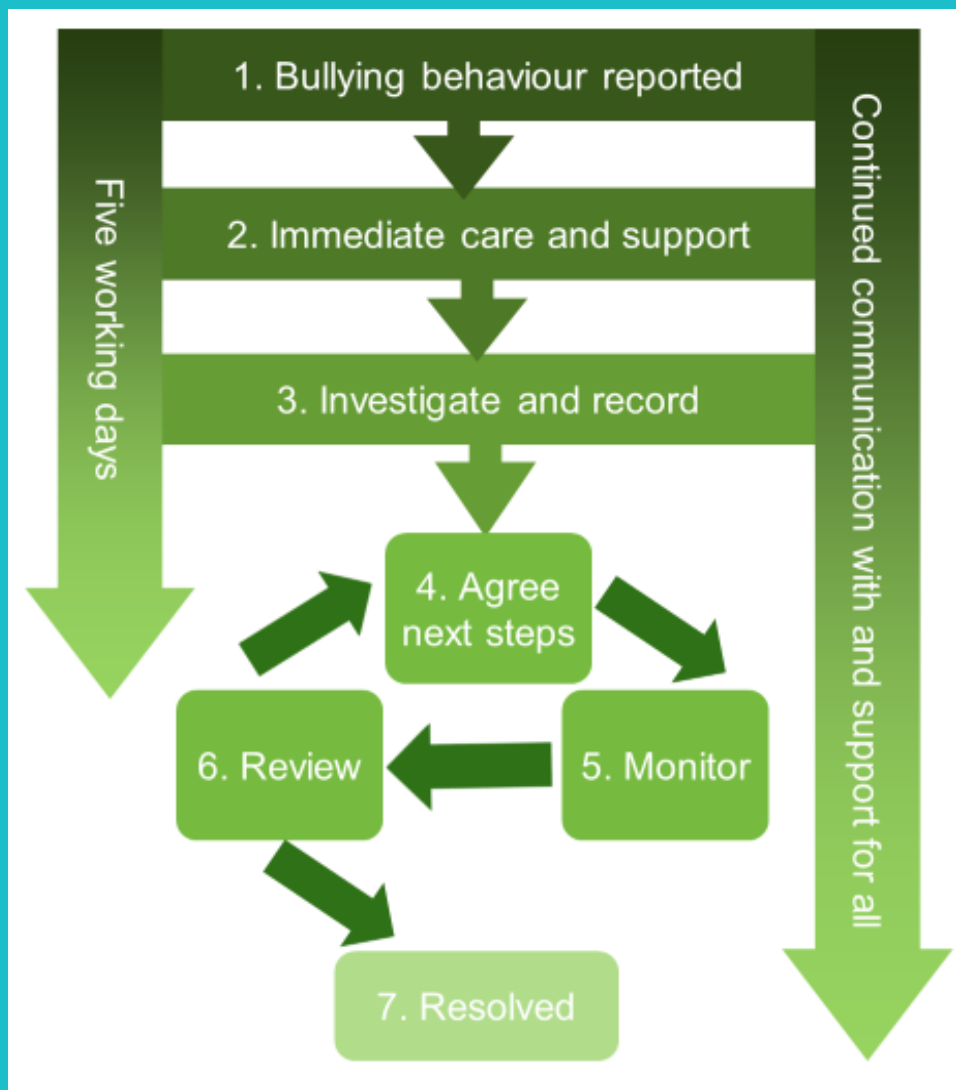 1. Bullying behaviour reported
Five working days
Continued communication with and support for all
2. Immediate care and support
3. Investigate and record
4. Agree
next steps
5. Monitor
6. Review
7. Resolved